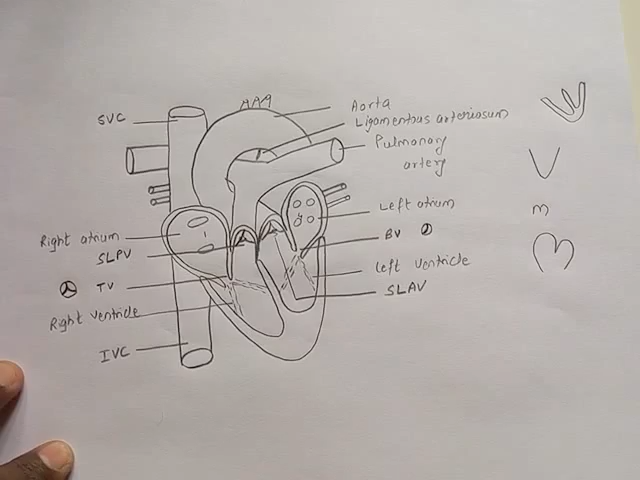 AAA
SVC
Aorta
Ligamentous arteriosum
Pulmonary
artery
Left atrium
Right atrium
BV
SLPV
Left ventricle
TV
SLAV
Right ventricle
IVC